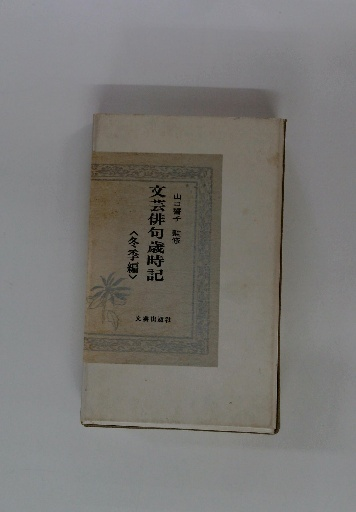 山口誓子 監修
文芸俳句歳時記
〈冬季編〉
文芸出版社